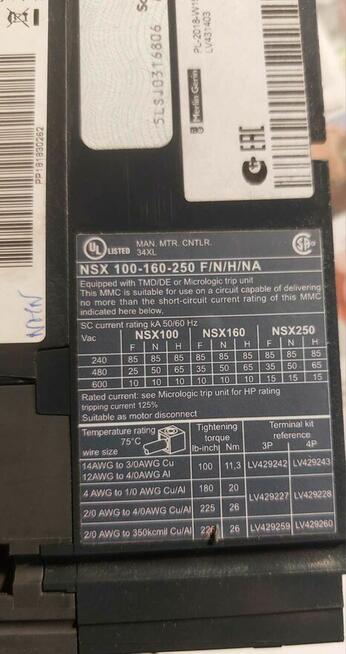 PP181830262
5LSJ0316806
Merlin Gerin
LV431403
EAC
UL LISTED MAN. MTR. CNTLR.
34XL
NSX 100-160-250 F/N/H/NA
Equipped with TMD/DE or Micrologic trip unit
This MMC is suitable for use on a circuit capable of delivering
no more than the short-circuit current rating of this MMC
indicated here below,
SC current rating kA 50/60 Hz
Vac NSX100 NSX160 NSX250
F N H F N H F N H
240 85 85 85 85 85 85 85 85 85
480 25 50 65 35 50 65 35 50 65
600 10 10 10 10 10 10 15 15 15
Rated current: see Micrologic trip unit for HP rating
tripping current 125%
Suitable as motor disconnect
Temperature rating 75°C wire size Tightening torque lb-inch Nm Terminal kit reference 3P 4P
14AWG to 3/0AWG Cu
12AWG to 4/0AWG Al 100 11,3 LV429242 LV429243
4 AWG to 1/0 AWG Cu/Al 180 20
LV429227 LV429228
2/0 AWG to 4/0AWG Cu/Al 225 26
2/0 AWG to 350kcmil Cu/Al 26 LV429259 LV429260